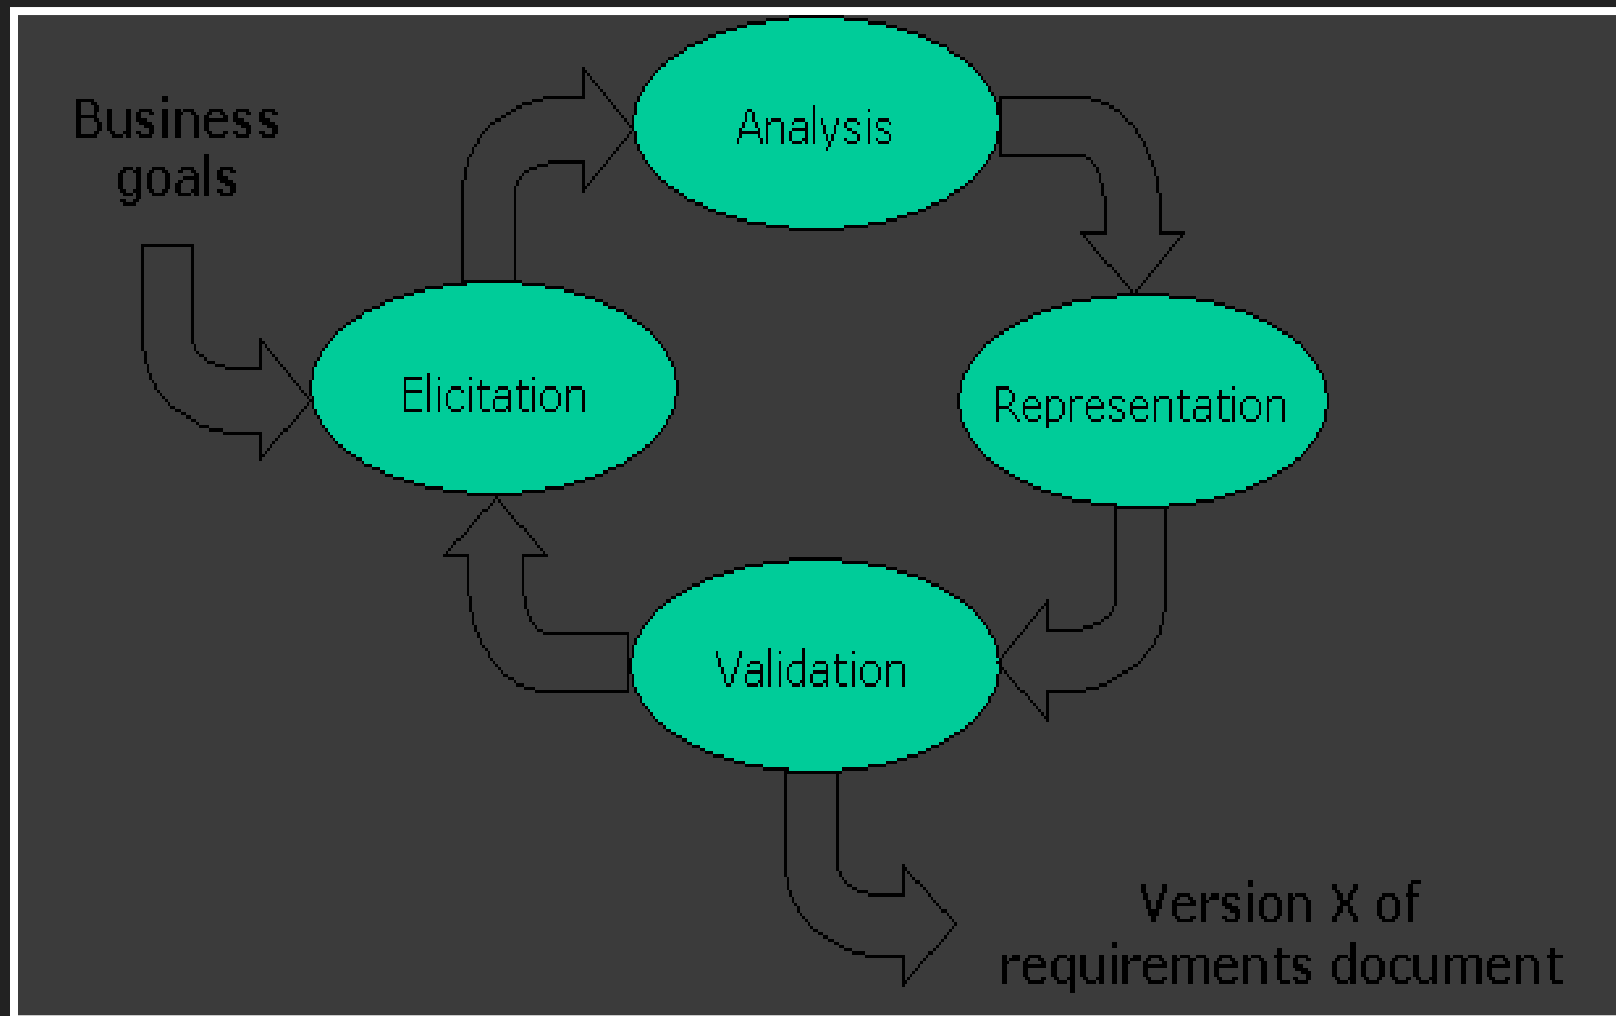 Business
goals
Analysis
Elicitation
Representation
Validation
Version X of
requirements document